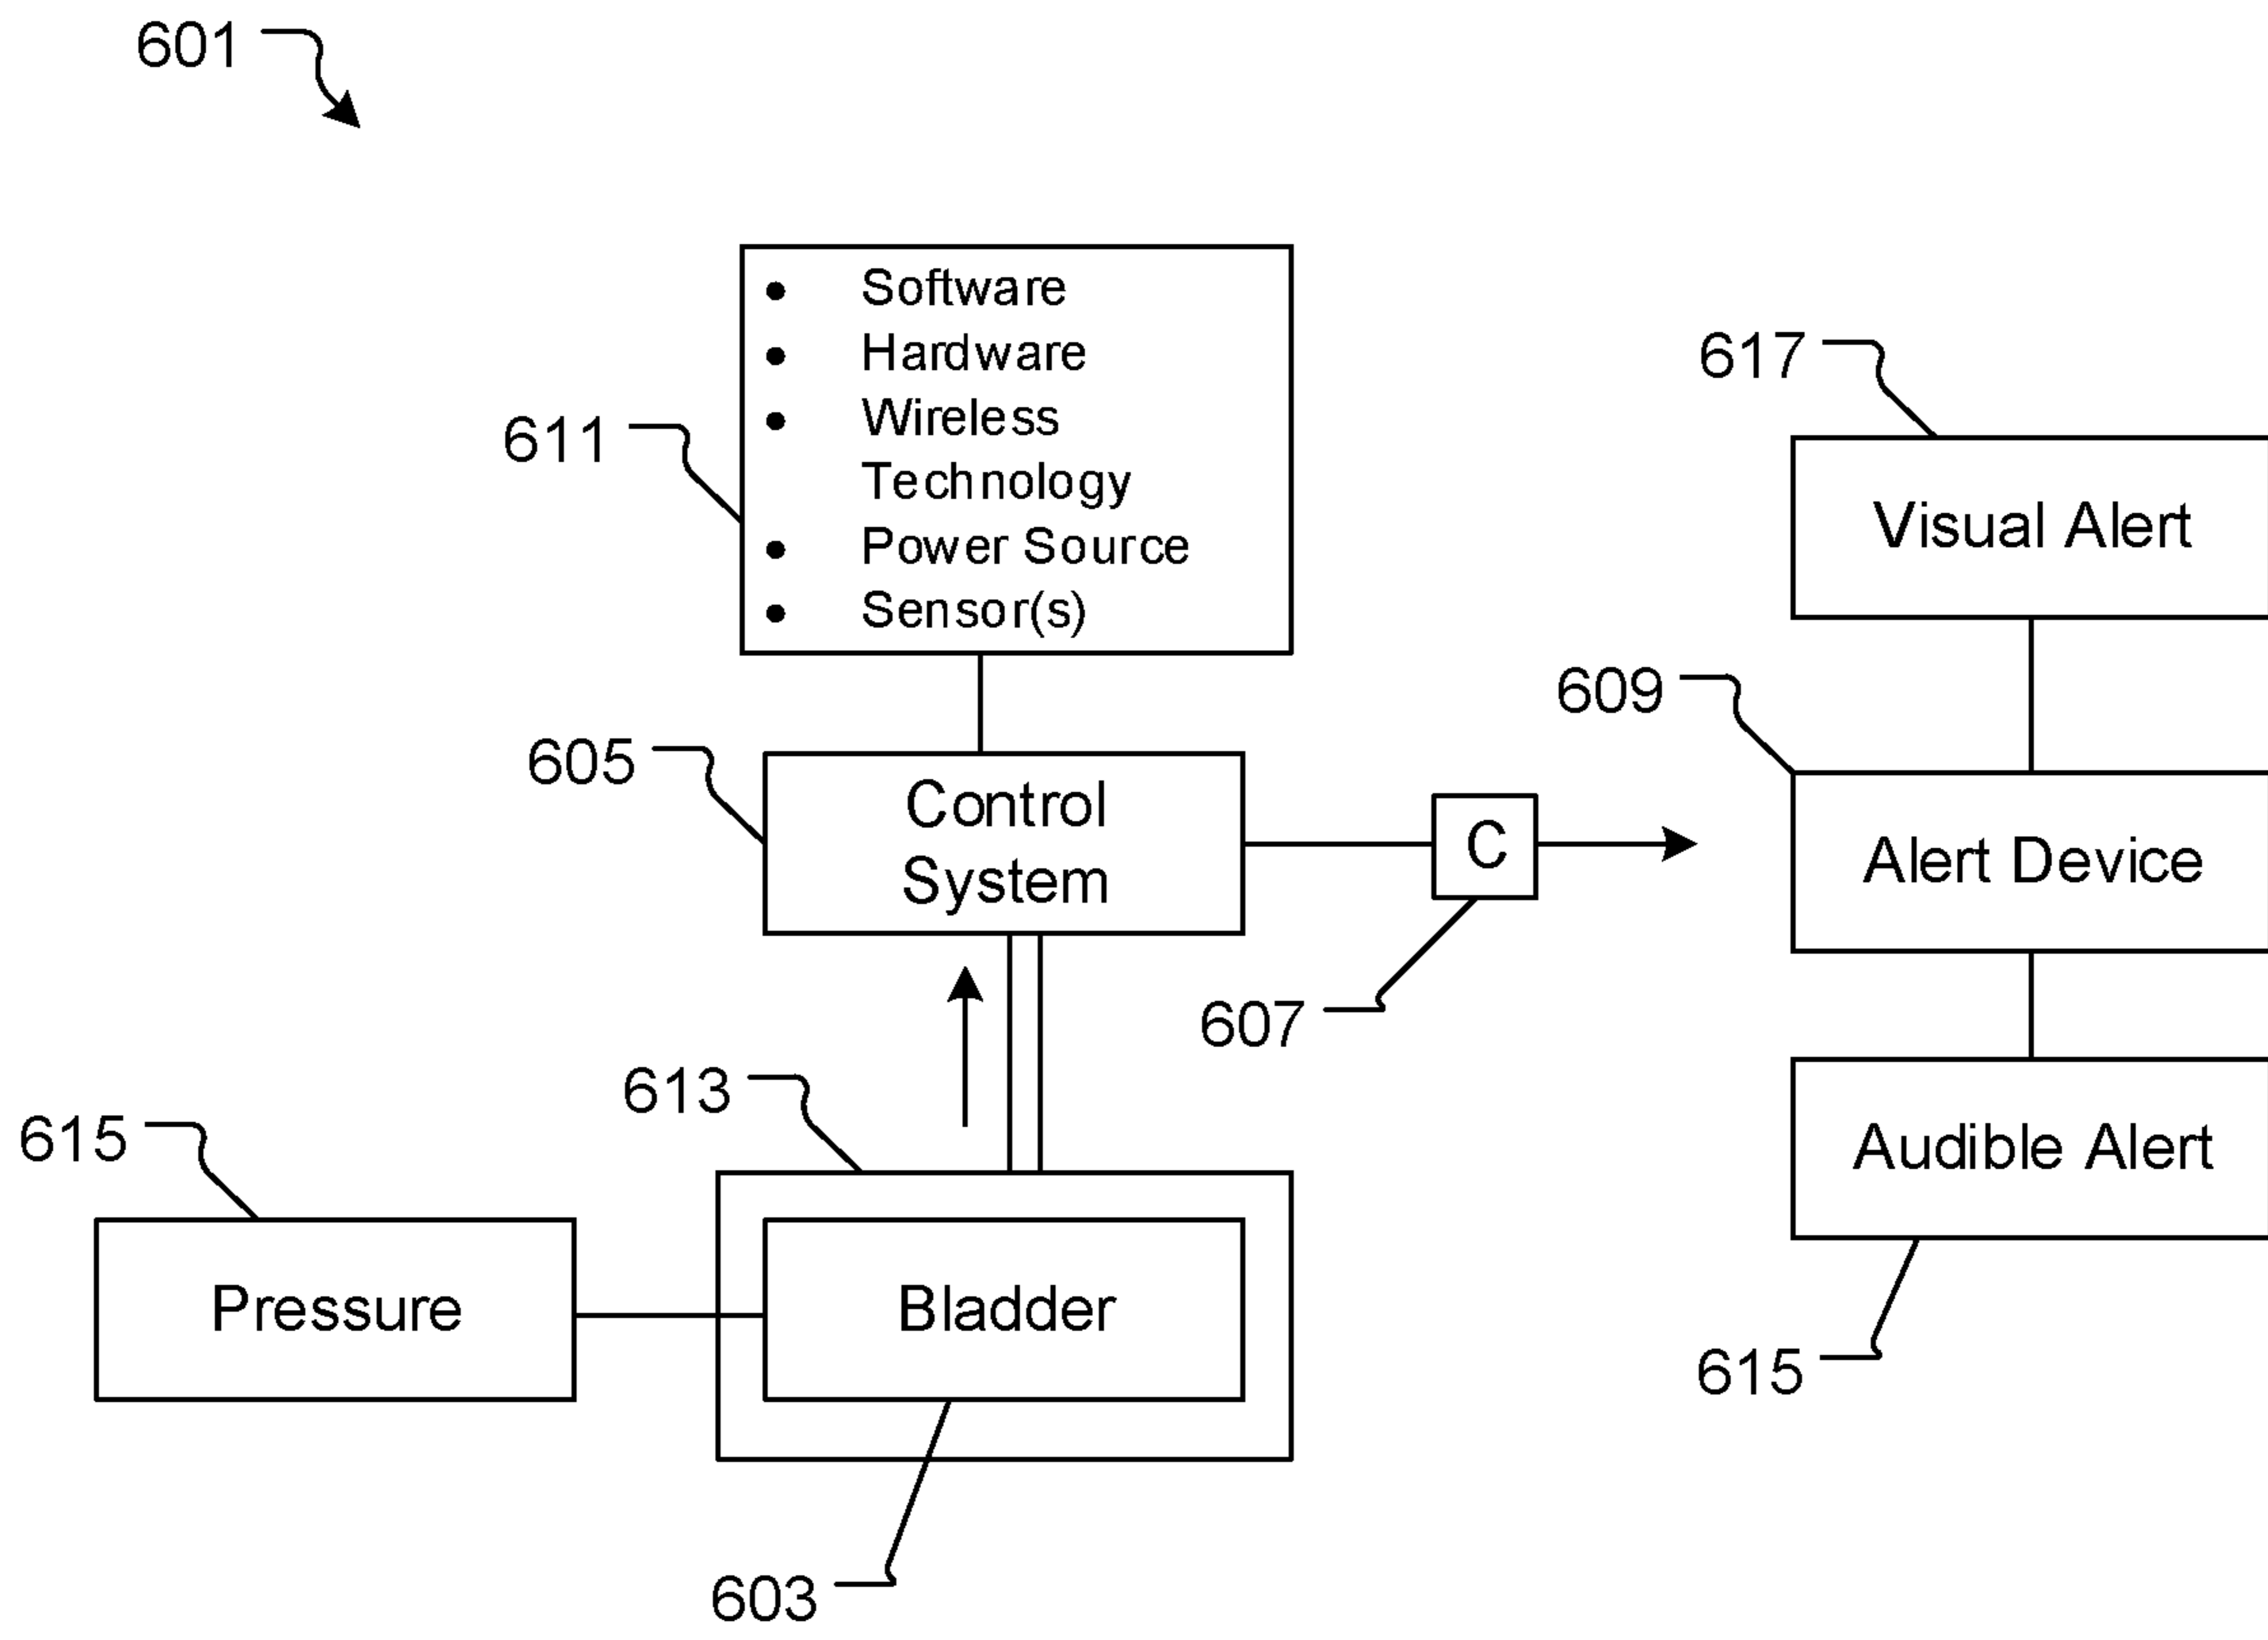 601
• Software
• Hardware
• Wireless
Technology
• Power Source
• Sensor(s)
611
617
Visual Alert
609
605
Control
System
C
Alert Device
607
613
615
Audible Alert
Pressure
Bladder
615
603